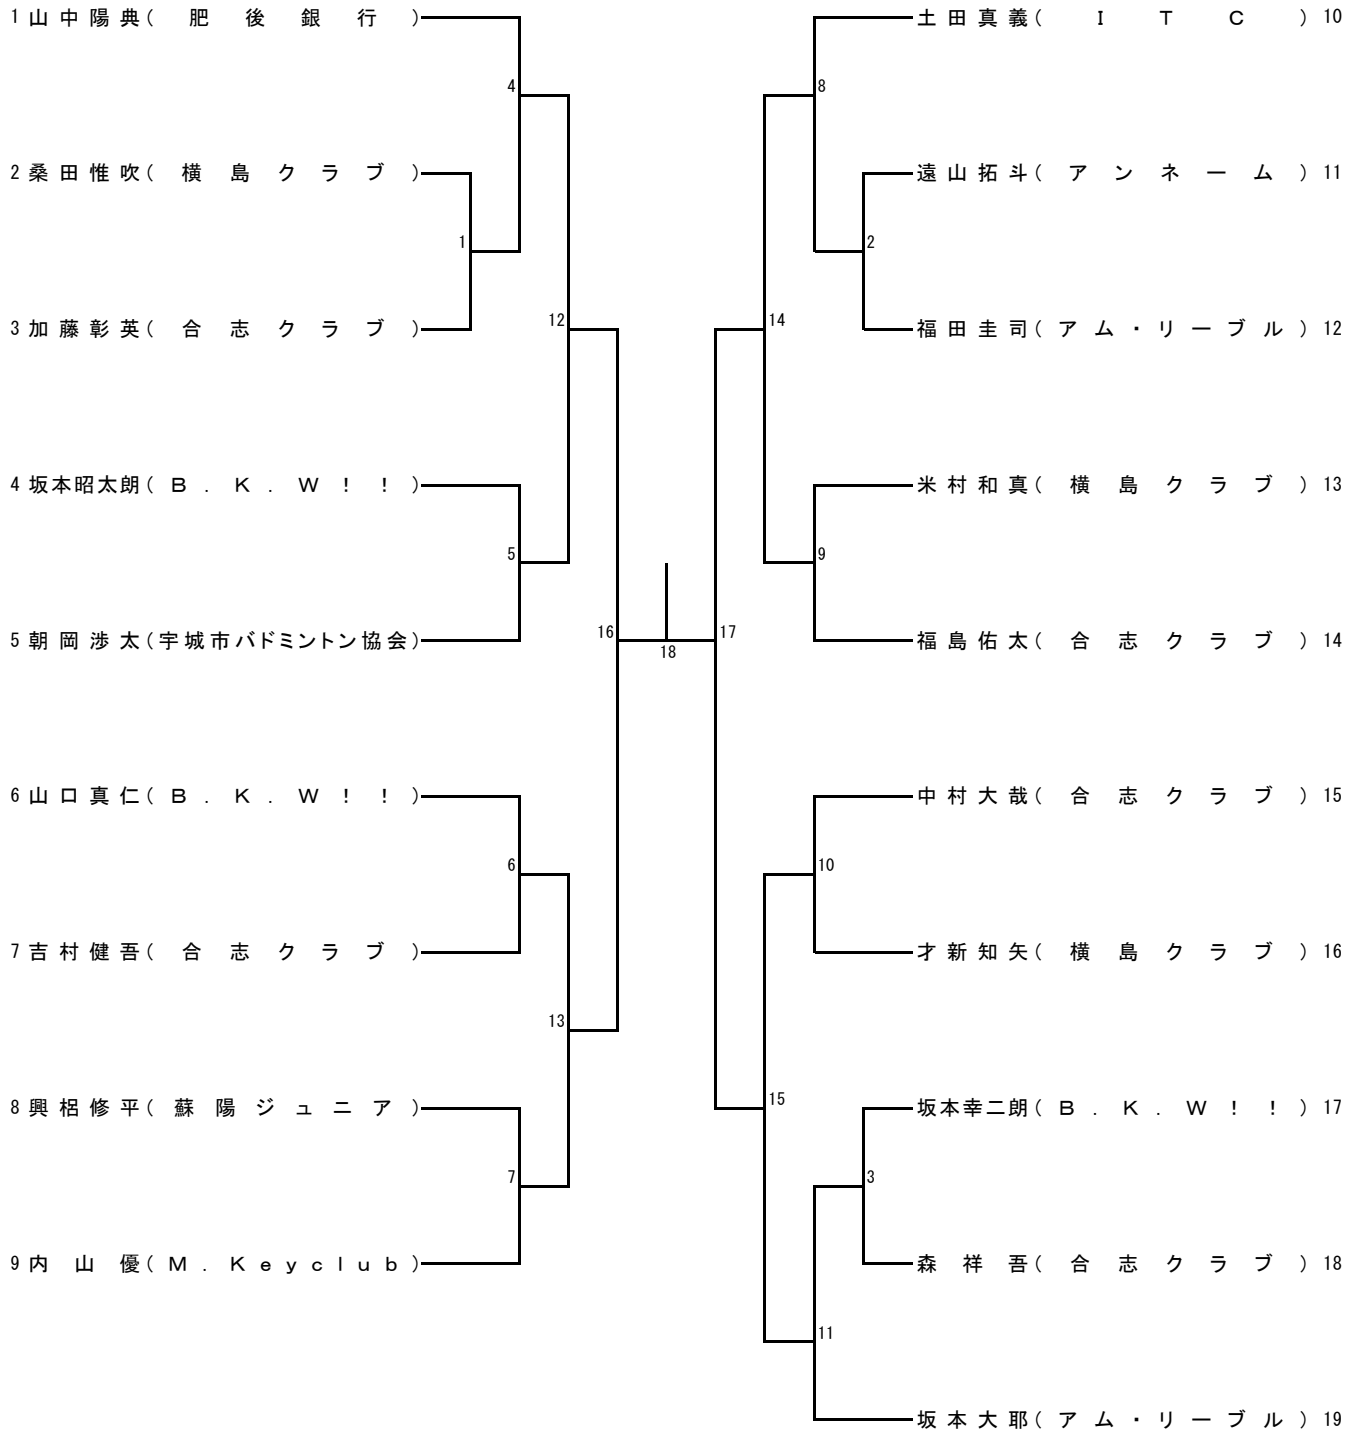 1 山中陽典(肥後銀行)
4
2 桑田惟吹(横島クラブ)
1
3 加藤彰英(合志クラブ)
12
4 坂本昭太朗(B.K.W!!)
5
5 朝岡渉太(宇城市バドミントン協会)
16
6 山口真仁(B.K.W!!)
6
7 吉村健吾(合志クラブ)
13
8 興梠修平(蘇陽ジュニア)
7
9 内山優(M.Keyclub)
18
土田真義(ITC) 10
8
遠山拓斗(アンネーム) 11
2
福田圭司(アム・リーブル) 12
14
米村和真(横島クラブ) 13
9
福島佑太(合志クラブ) 14
17
中村大哉(合志クラブ) 15
10
才新知矢(横島クラブ) 16
15
坂本幸二朗(B.K.W!!) 17
3
森祥吾(合志クラブ) 18
11
坂本大耶(アム・リーブル) 19